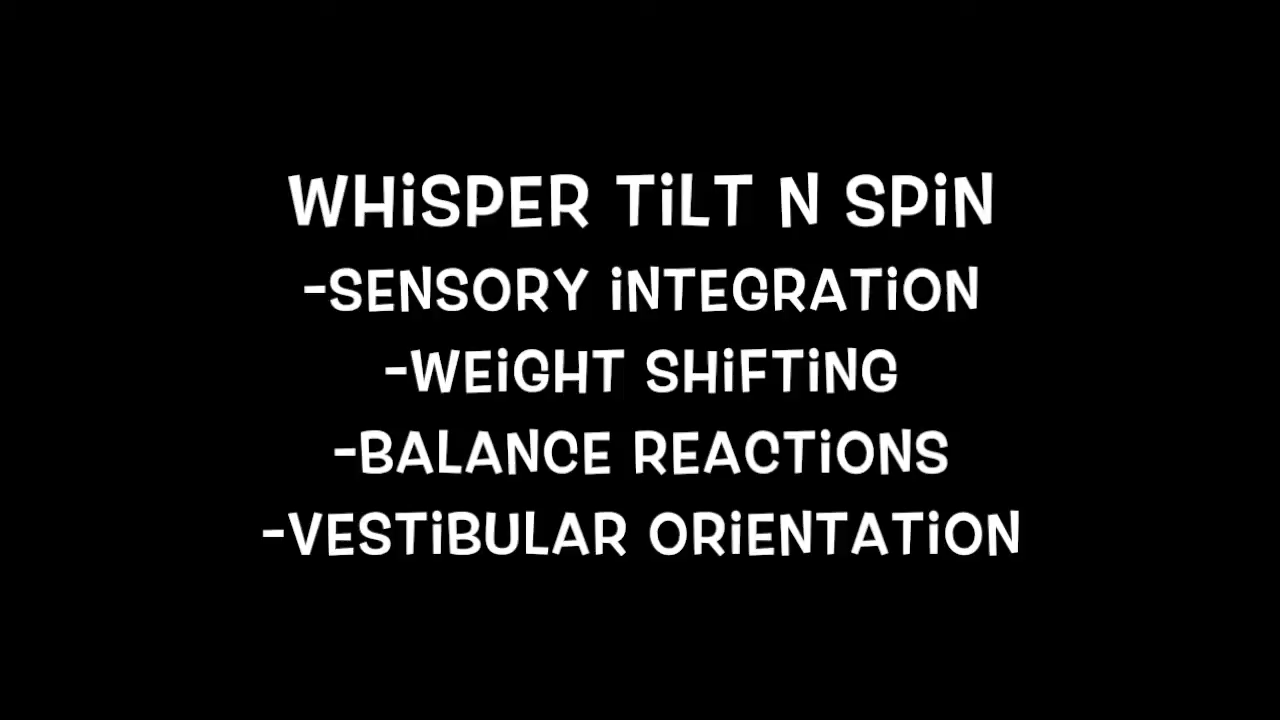 WHiSPER TiLT N SPiN
-SENSORY iNTEGRATiON
-WEiGHT SHiFTiNG
-BALANCE REACTiONS
-VESTiBULAR ORiENTATiON